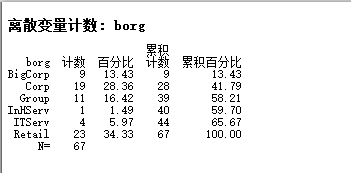 离散变量计数: borg
累积
borg 计数 百分比 计数 累积百分比
BigCorp 9 13.43 9 13.43
Corp 19 28.36 28 41.79
Group 11 16.42 39 58.21
InHServ 1 1.49 40 59.70
ITServ 4 5.97 44 65.67
Retail 23 34.33 67 100.00
N= 67